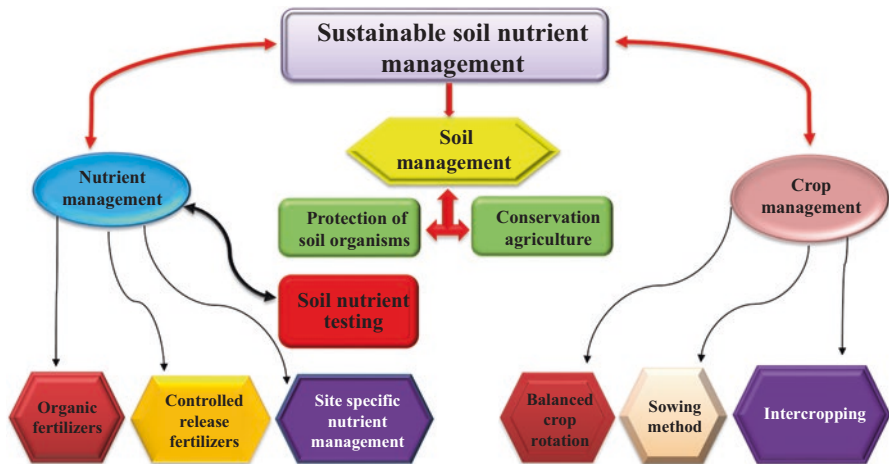 Sustainable soil nutrient
management
Soil
management
Nutrient
management
Crop
management
Protection of
soil organisms
Conservation
agriculture
Soil nutrient
testing
Organic
fertilizers
Controlled
release
fertilizers
Site specific
nutrient
management
Balanced
crop
rotation
Sowing
method
Intercropping